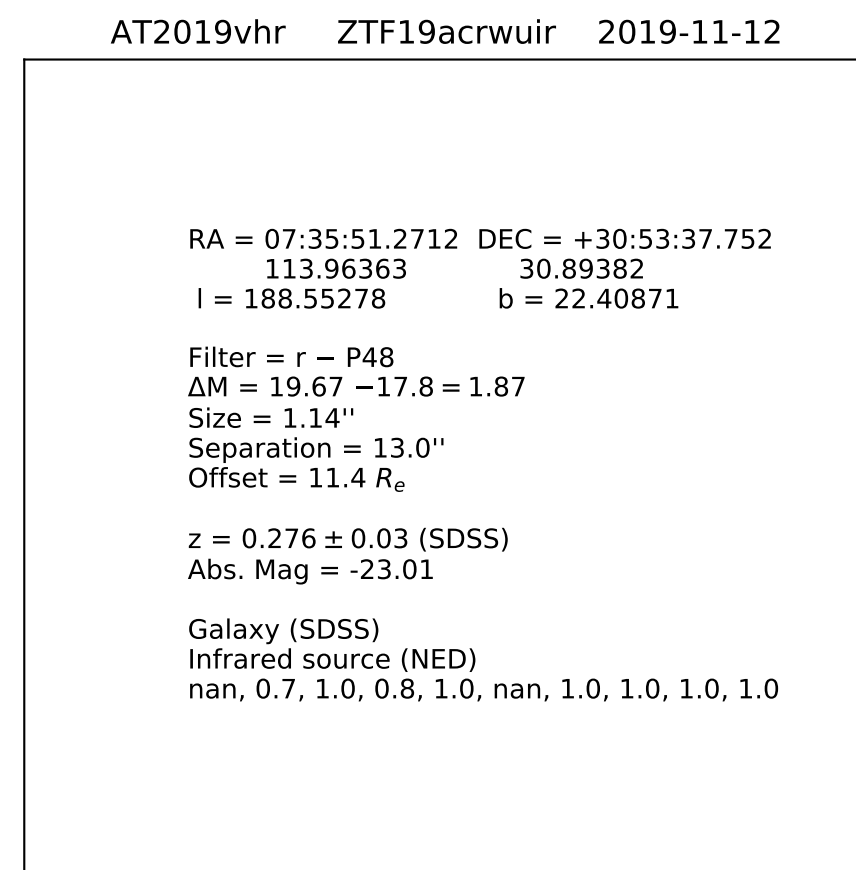 AT2019vhr ZTF19acrwuir 2019-11-12
RA = 07:35:51.2712 DEC = +30:53:37.752
113.96363 30.89382
l = 188.55278 b = 22.40871
Filter = r − P48
ΔM = 19.67 −17.8 = 1.87
Size = 1.14''
Separation = 13.0''
Offset = 11.4 Rₑ
z = 0.276 ± 0.03 (SDSS)
Abs. Mag = -23.01
Galaxy (SDSS)
Infrared source (NED)
nan, 0.7, 1.0, 0.8, 1.0, nan, 1.0, 1.0, 1.0, 1.0